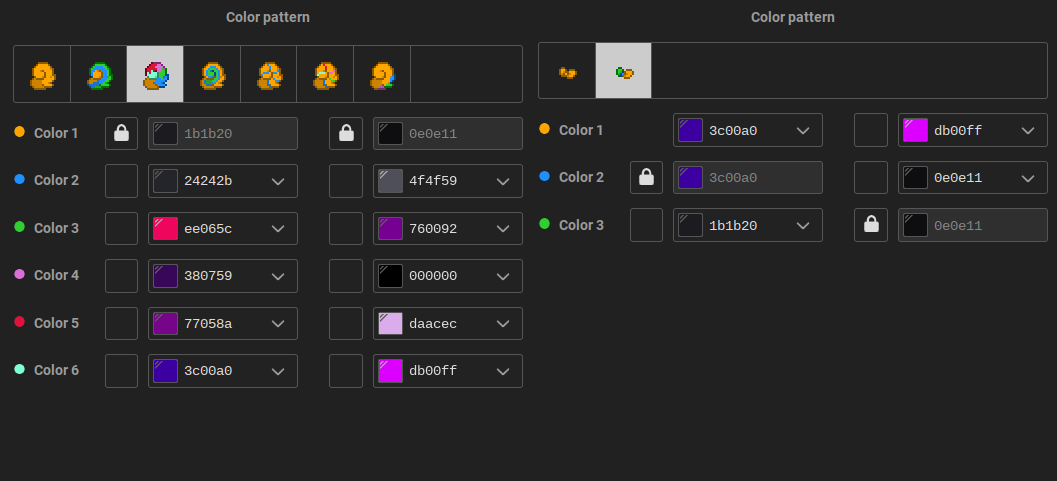 Color pattern
Color 1 1b1b20 0e0e11
Color 2 24242b 4f4f59
Color 3 ee065c 760092
Color 4 380759 000000
Color 5 77058a daacec
Color 6 3c00a0 db00ff
Color pattern
Color 1 3c00a0 db00ff
Color 2 3c00a0 0e0e11
Color 3 1b1b20 0e0e11